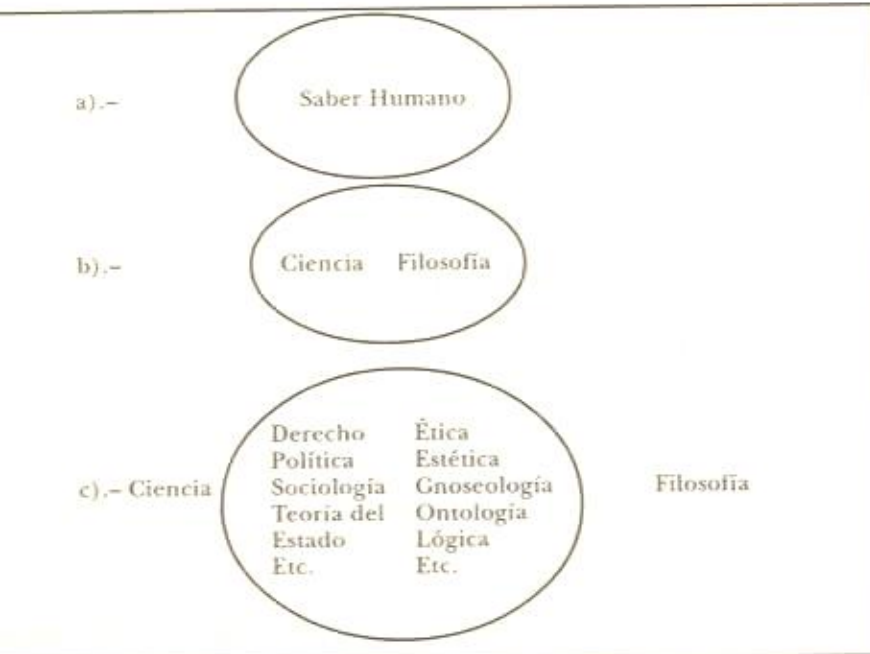 a).– Saber Humano
b).– Ciencia Filosofía
c).– Ciencia
Derecho Ética
Política Estética
Sociología Gnoseología
Teoría del Ontología
Estado Lógica
Etc. Etc.
Filosofía